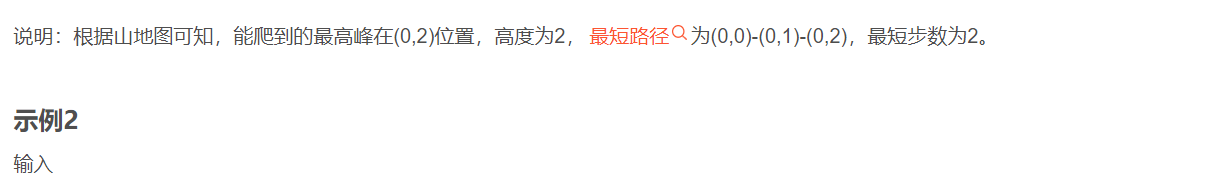 说明：根据山地图可知，能爬到的最高峰在(0,2)位置，高度为2， 最短路径为(0,0)-(0,1)-(0,2)，最短步数为2。
示例2
输入